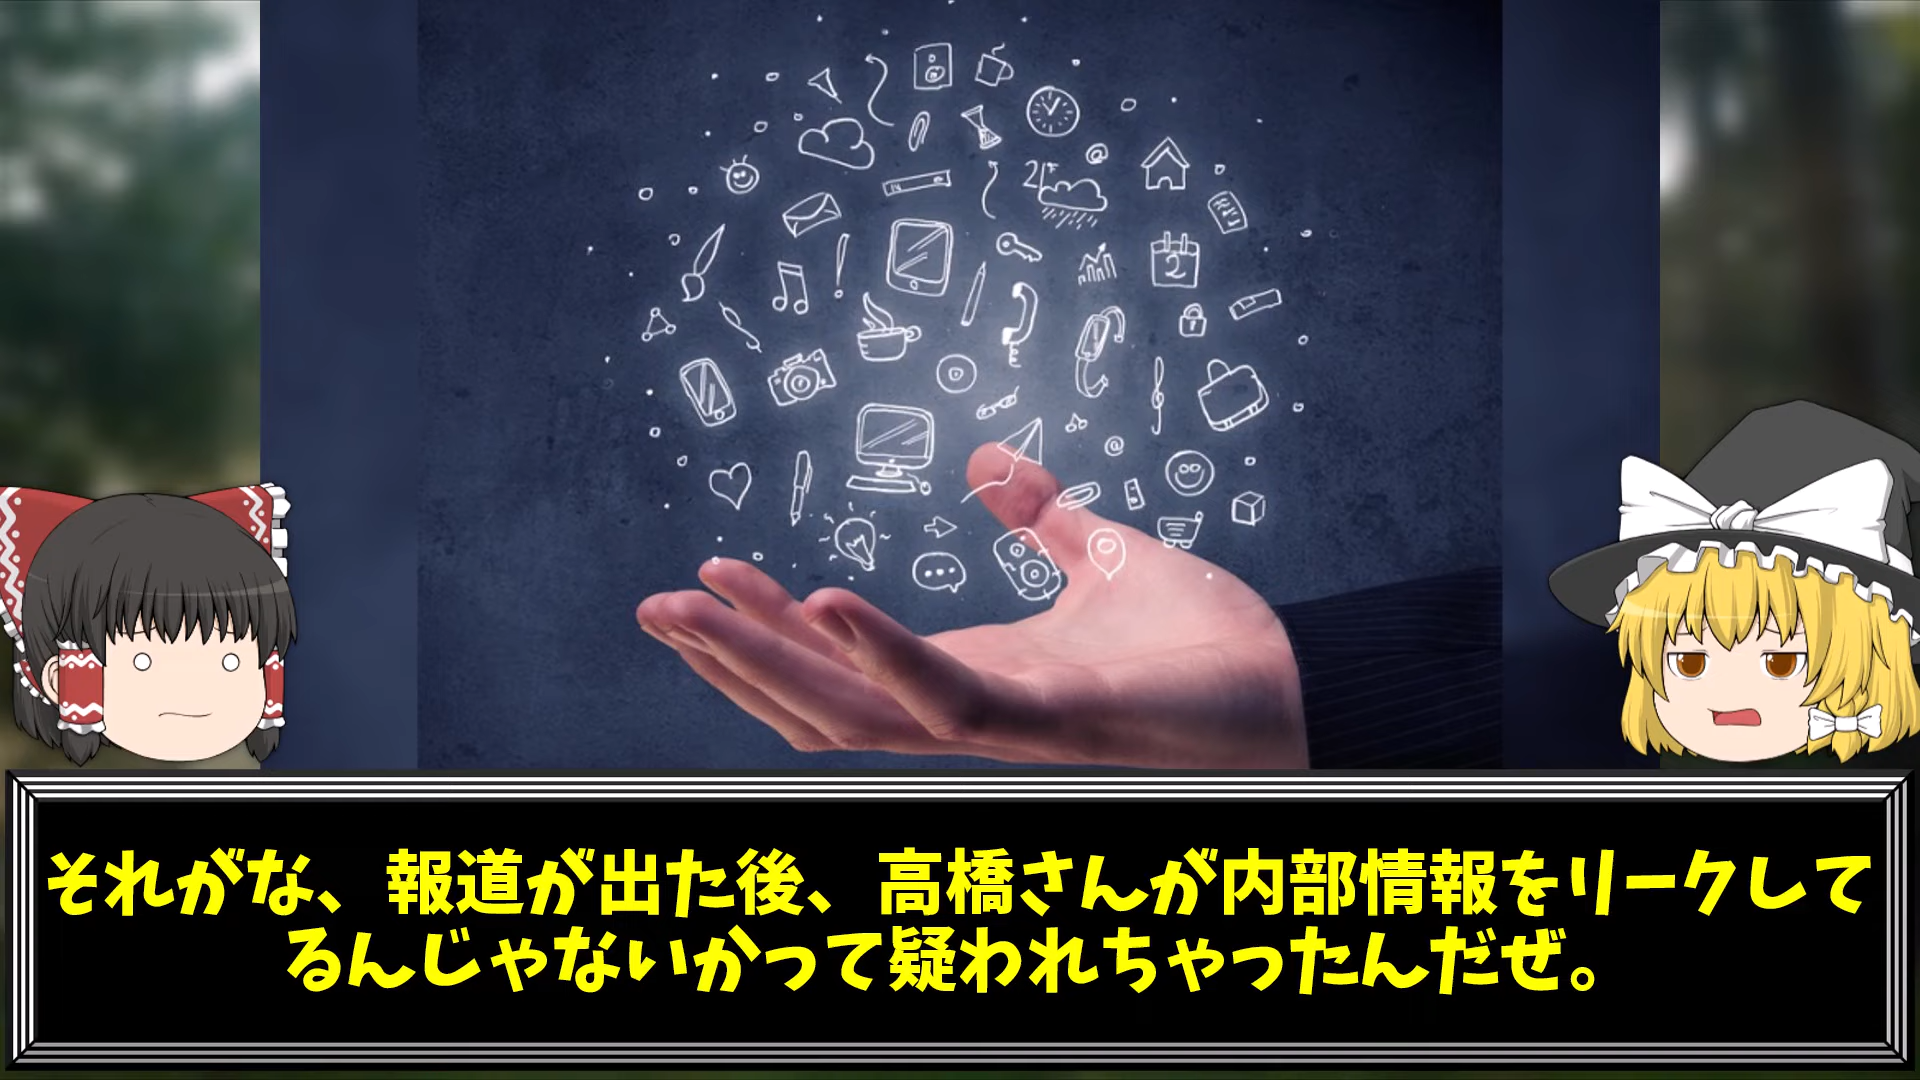 それがな、報道が出た後、高橋さんが内部情報をリークして
るんじゃないかって疑われちゃったんだぜ。